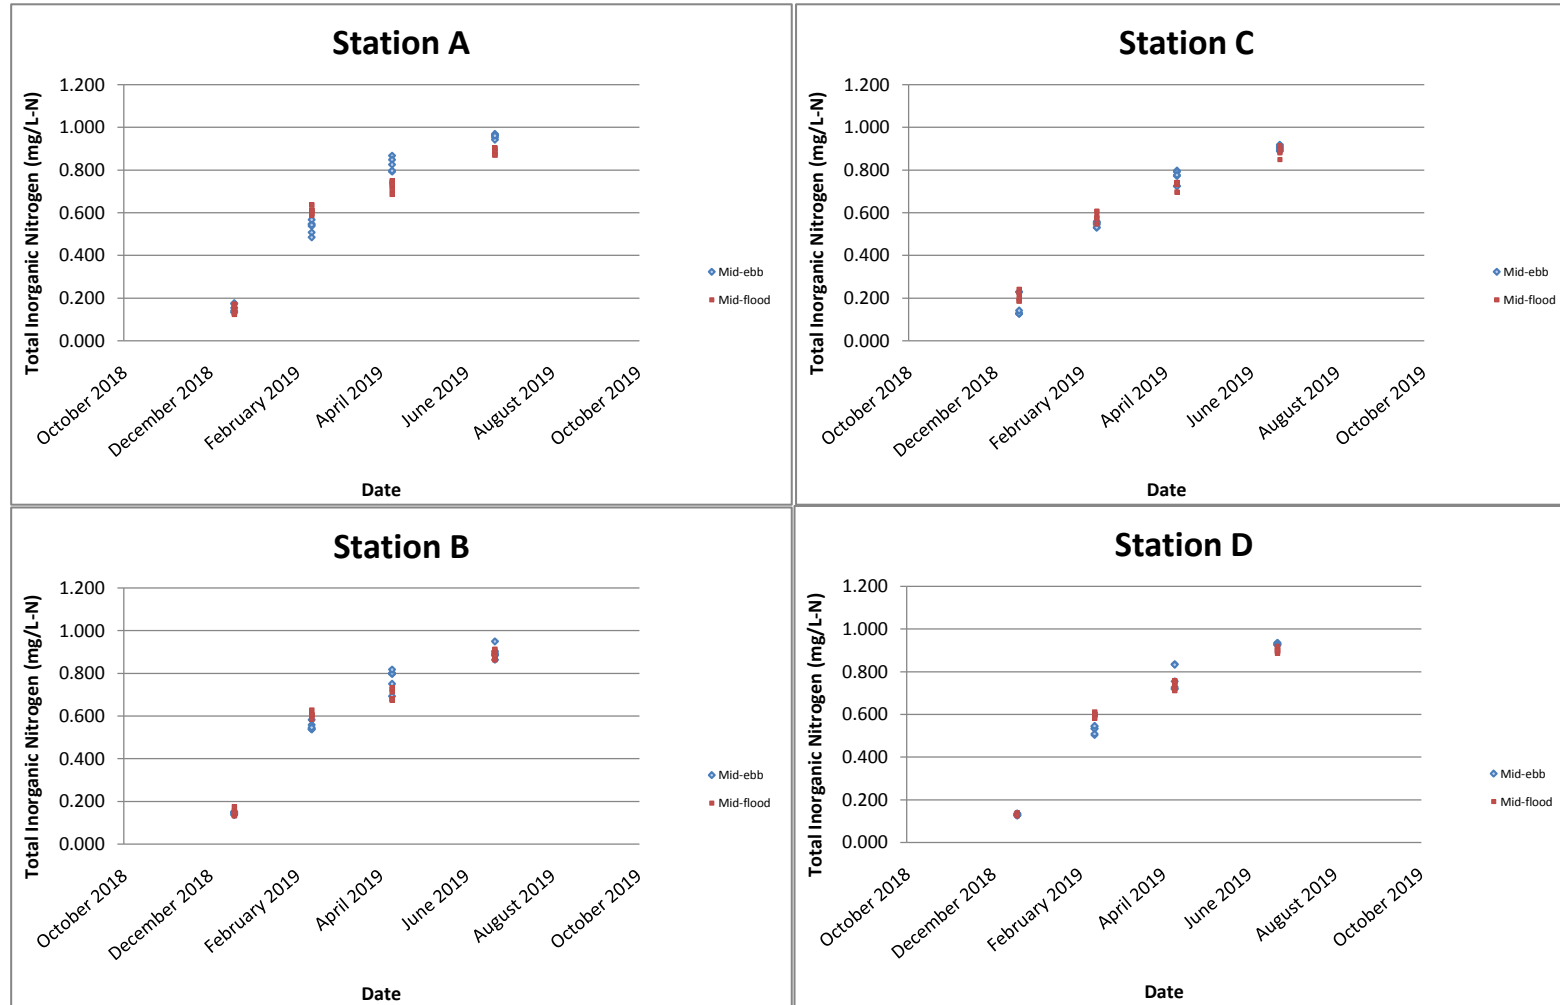 Station A
Total Inorganic Nitrogen (mg/L-N)
1.200
1.000
0.800
0.600
0.400
0.200
0.000
October 2018
December 2018
February 2019
April 2019
June 2019
August 2019
October 2019
Date
Mid-ebb
Mid-flood
Station C
Total Inorganic Nitrogen (mg/L-N)
1.200
1.000
0.800
0.600
0.400
0.200
0.000
October 2018
December 2018
February 2019
April 2019
June 2019
August 2019
October 2019
Date
Mid-ebb
Mid-flood
Station B
Total Inorganic Nitrogen (mg/L-N)
1.200
1.000
0.800
0.600
0.400
0.200
0.000
October 2018
December 2018
February 2019
April 2019
June 2019
August 2019
October 2019
Date
Mid-ebb
Mid-flood
Station D
Total Inorganic Nitrogen (mg/L-N)
1.200
1.000
0.800
0.600
0.400
0.200
0.000
October 2018
December 2018
February 2019
April 2019
June 2019
August 2019
October 2019
Date
Mid-ebb
Mid-flood